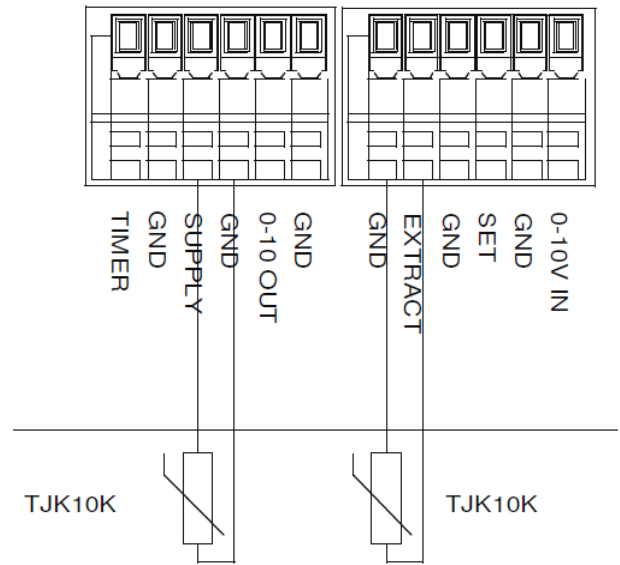 TIMER
GND
SUPPLY
GND
0-10 OUT
GND
GND
EXTRACT
GND
SET
GND
0-10V IN
TJK10K
TJK10K